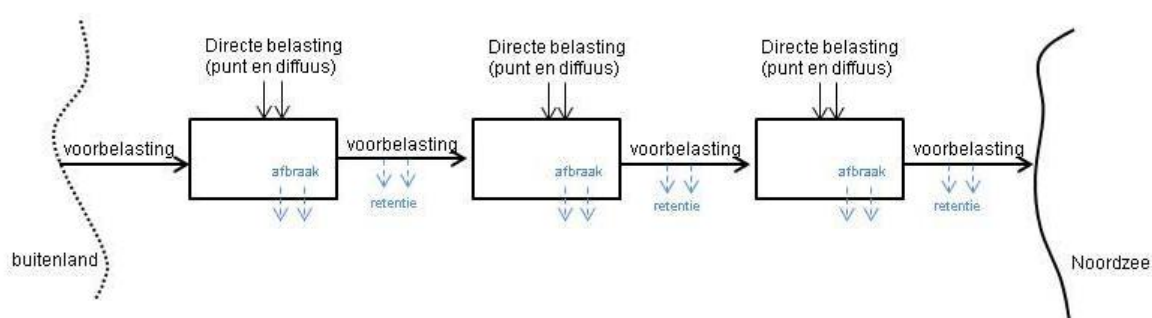 Directe belasting
(punt en diffuus)
Directe belasting
(punt en diffuus)
Directe belasting
(punt en diffuus)
voorbelasting
voorbelasting
voorbelasting
voorbelasting
afbraak
afbraak
afbraak
retentie
retentie
retentie
buitenland
Noordzee